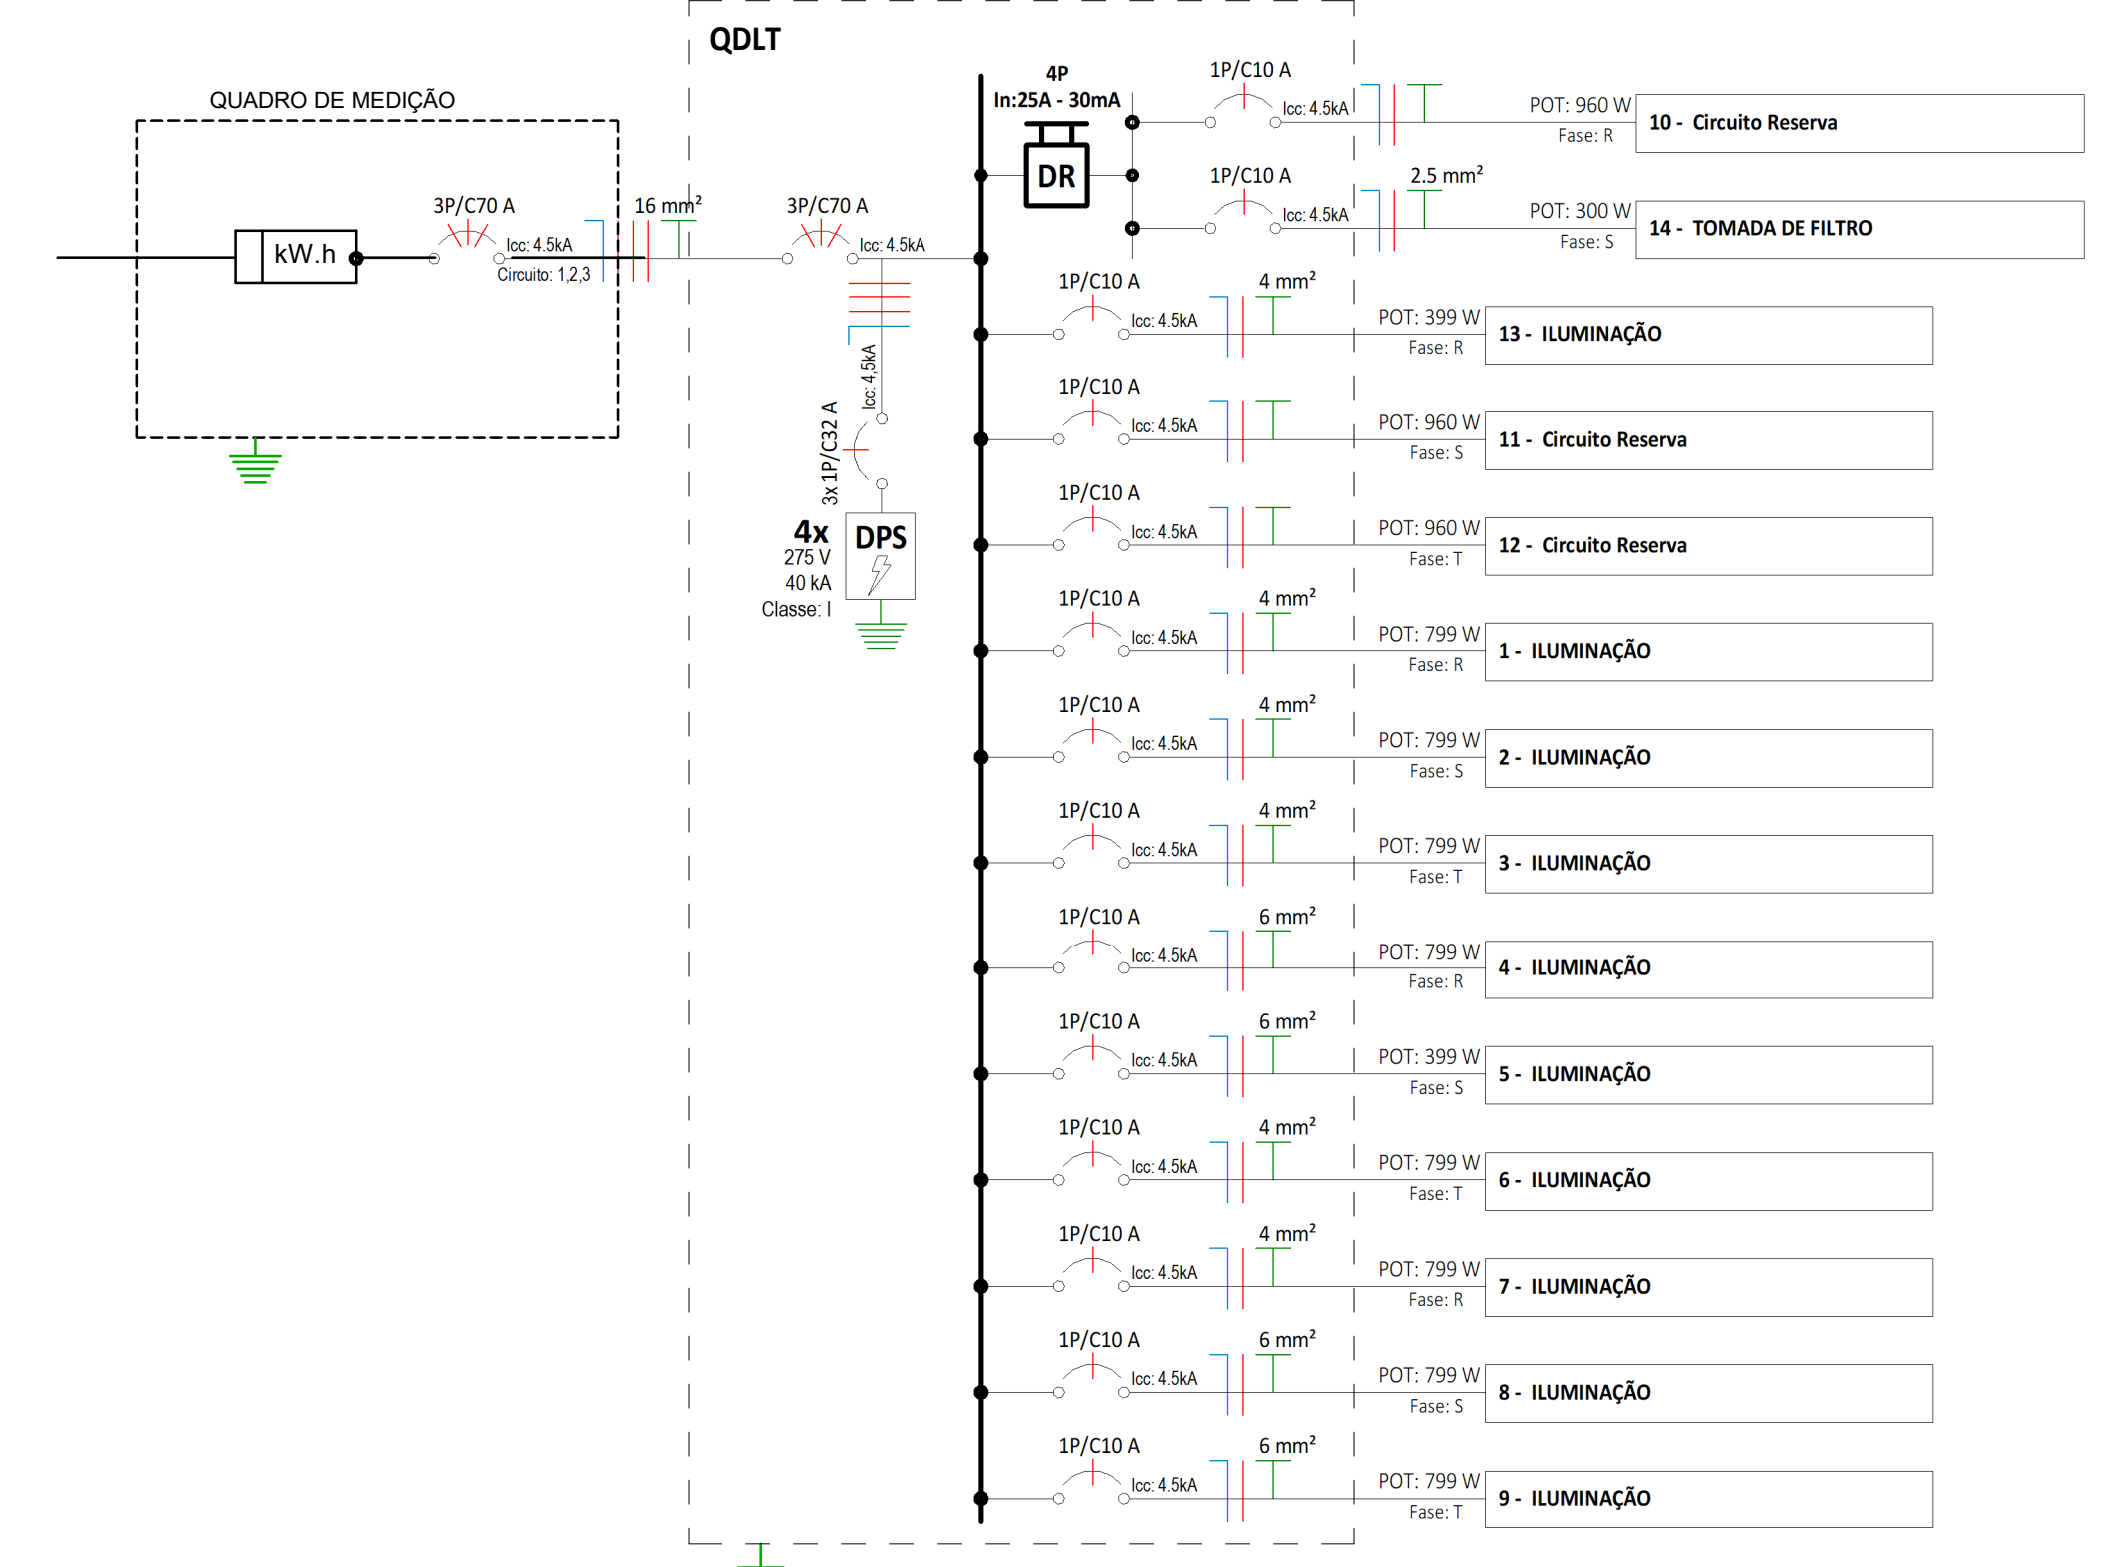 QDLT
QUADRO DE MEDIÇÃO
kW.h
3P/C70 A
Icc: 4.5kA
Circuito: 1,2,3
16 mm²
3P/C70 A
Icc: 4.5kA
Icc: 4,5kA
3x 1P/C32 A
4x
275 V
40 kA
Classe: I
DPS
4P
In:25A - 30mA
DR
1P/C10 A
Icc: 4.5kA
POT: 960 W
Fase: R
10 - Circuito Reserva
1P/C10 A
Icc: 4.5kA
2.5 mm²
POT: 300 W
Fase: S
14 - TOMADA DE FILTRO
1P/C10 A
Icc: 4.5kA
4 mm²
POT: 399 W
Fase: R
13 - ILUMINAÇÃO
1P/C10 A
Icc: 4.5kA
POT: 960 W
Fase: S
11 - Circuito Reserva
1P/C10 A
Icc: 4.5kA
POT: 960 W
Fase: T
12 - Circuito Reserva
1P/C10 A
Icc: 4.5kA
4 mm²
POT: 799 W
Fase: R
1 - ILUMINAÇÃO
1P/C10 A
Icc: 4.5kA
4 mm²
POT: 799 W
Fase: S
2 - ILUMINAÇÃO
1P/C10 A
Icc: 4.5kA
4 mm²
POT: 799 W
Fase: T
3 - ILUMINAÇÃO
1P/C10 A
Icc: 4.5kA
6 mm²
POT: 799 W
Fase: R
4 - ILUMINAÇÃO
1P/C10 A
Icc: 4.5kA
6 mm²
POT: 399 W
Fase: S
5 - ILUMINAÇÃO
1P/C10 A
Icc: 4.5kA
4 mm²
POT: 799 W
Fase: T
6 - ILUMINAÇÃO
1P/C10 A
Icc: 4.5kA
4 mm²
POT: 799 W
Fase: R
7 - ILUMINAÇÃO
1P/C10 A
Icc: 4.5kA
6 mm²
POT: 799 W
Fase: S
8 - ILUMINAÇÃO
1P/C10 A
Icc: 4.5kA
6 mm²
POT: 799 W
Fase: T
9 - ILUMINAÇÃO